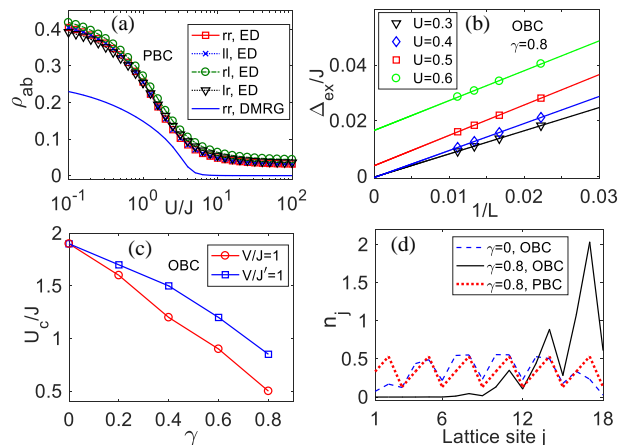 (a)
PBC
rr, ED
ll, ED
rl, ED
lr, ED
rr, DMRG
ρ_ab
0.4
0.3
0.2
0.1
0
10^-1
10^0
10^1
10^2
U/J
(b)
OBC
γ=0.8
U=0.3
U=0.4
U=0.5
U=0.6
Δ_ex/J
0.04
0.02
0
0
0.01
0.02
0.03
1/L
(c)
OBC
V/J=1
V/J'=1
U_c/J
2
1.5
1
0.5
0
0.2
0.4
0.6
0.8
γ
(d)
γ=0, OBC
γ=0.8, OBC
γ=0.8, PBC
n_j
2
1.5
1
0.5
0
1
6
12
18
Lattice site j